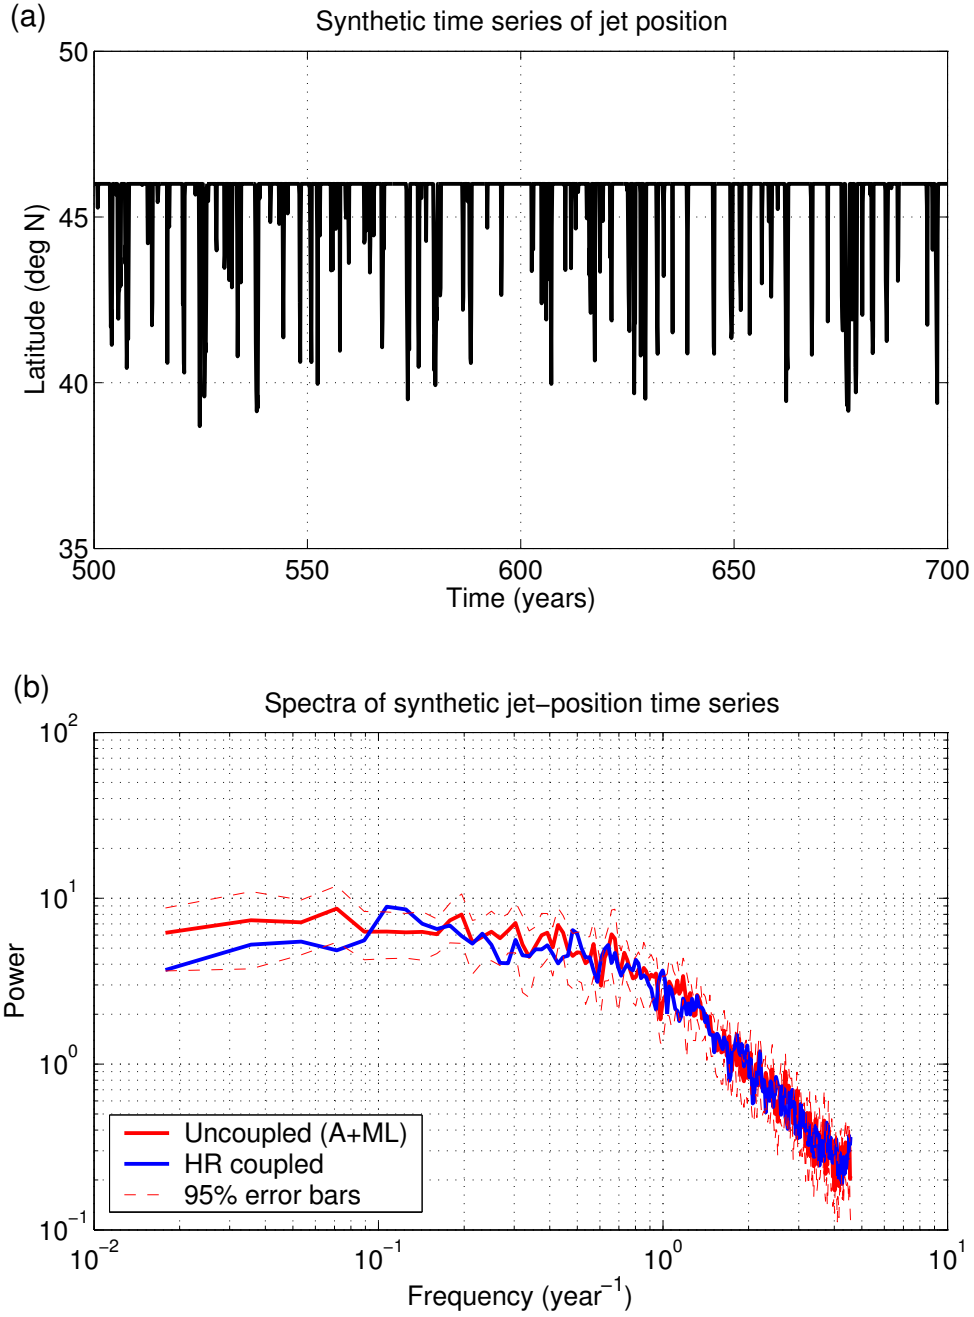 (a)
Synthetic time series of jet position
50
45
40
35
Latitude (deg N)
500 550 600 650 700
Time (years)
(b)
Spectra of synthetic jet−position time series
10^2
10^1
10^0
10^−1
Power
Uncoupled (A+ML)
HR coupled
95% error bars
10^−2 10^−1 10^0 10^1
Frequency (year^−1)